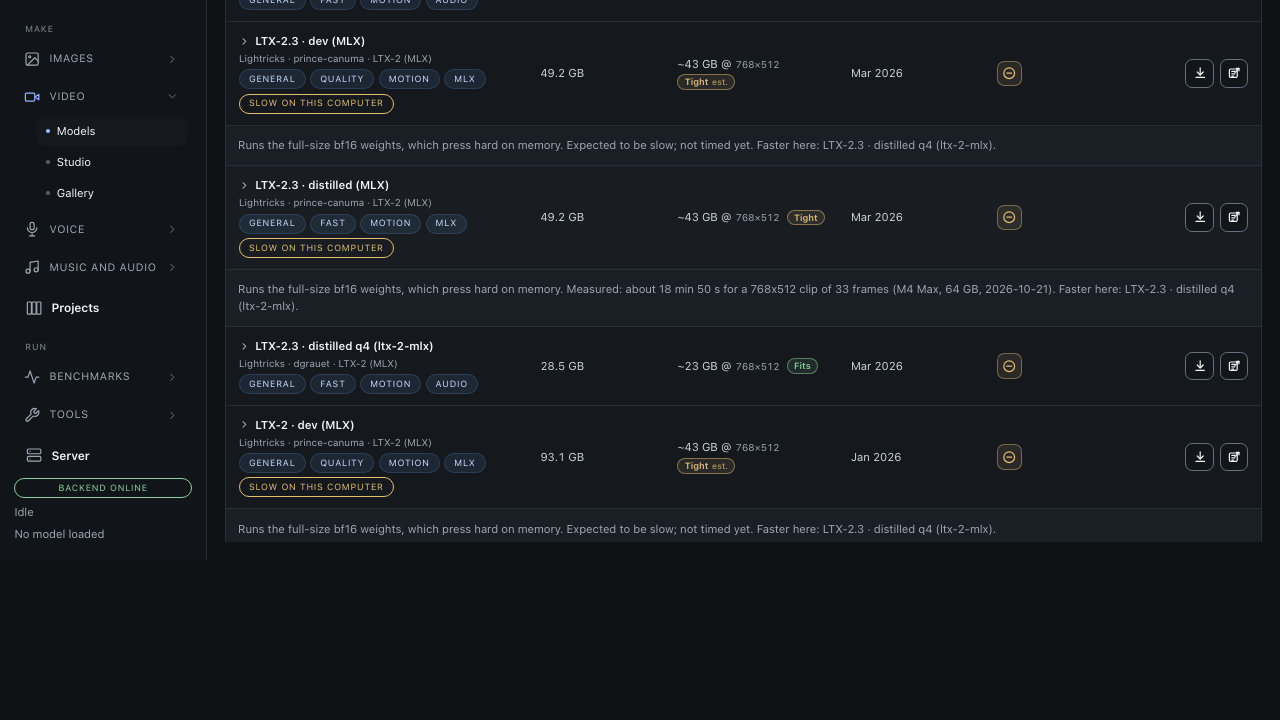 MAKE
IMAGES
VIDEO
Models
Studio
Gallery
VOICE
MUSIC AND AUDIO
Projects
RUN
BENCHMARKS
TOOLS
Server
BACKEND ONLINE
Idle
No model loaded
GENERAL FAST MOTION AUDIO
LTX-2.3 · dev (MLX)
Lightricks · prince-canuma · LTX-2 (MLX)
GENERAL QUALITY MOTION MLX
SLOW ON THIS COMPUTER
49.2 GB
~43 GB @ 768×512
Tight est.
Mar 2026
Runs the full-size bf16 weights, which press hard on memory. Expected to be slow; not timed yet. Faster here: LTX-2.3 · distilled q4 (ltx-2-mlx).
LTX-2.3 · distilled (MLX)
Lightricks · prince-canuma · LTX-2 (MLX)
GENERAL FAST MOTION MLX
SLOW ON THIS COMPUTER
49.2 GB
~43 GB @ 768×512 Tight
Mar 2026
Runs the full-size bf16 weights, which press hard on memory. Measured: about 18 min 50 s for a 768x512 clip of 33 frames (M4 Max, 64 GB, 2026-10-21). Faster here: LTX-2.3 · distilled q4
(ltx-2-mlx).
LTX-2.3 · distilled q4 (ltx-2-mlx)
Lightricks · dgrauet · LTX-2 (MLX)
GENERAL FAST MOTION AUDIO
28.5 GB
~23 GB @ 768×512 Fits
Mar 2026
LTX-2 · dev (MLX)
Lightricks · prince-canuma · LTX-2 (MLX)
GENERAL QUALITY MOTION MLX
SLOW ON THIS COMPUTER
93.1 GB
~43 GB @ 768×512
Tight est.
Jan 2026
Runs the full-size bf16 weights, which press hard on memory. Expected to be slow; not timed yet. Faster here: LTX-2.3 · distilled q4 (ltx-2-mlx).